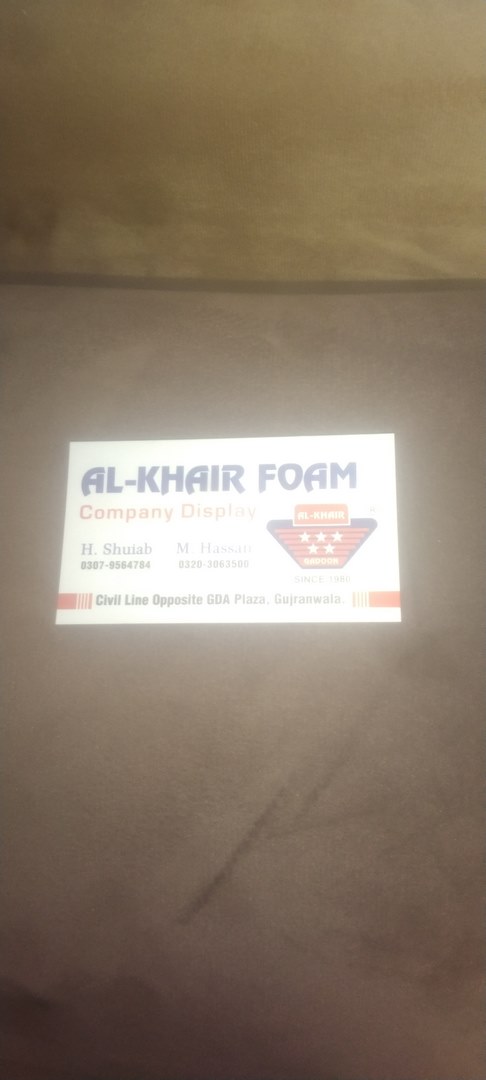 AL-KHAIR FOAM
Company Display
AL-KHAIR
H. Shuiab M. Hassan
0307-9564784 0320-3063500
SINCE
Civil Line Opposite GDA Plaza, Gujranwala.